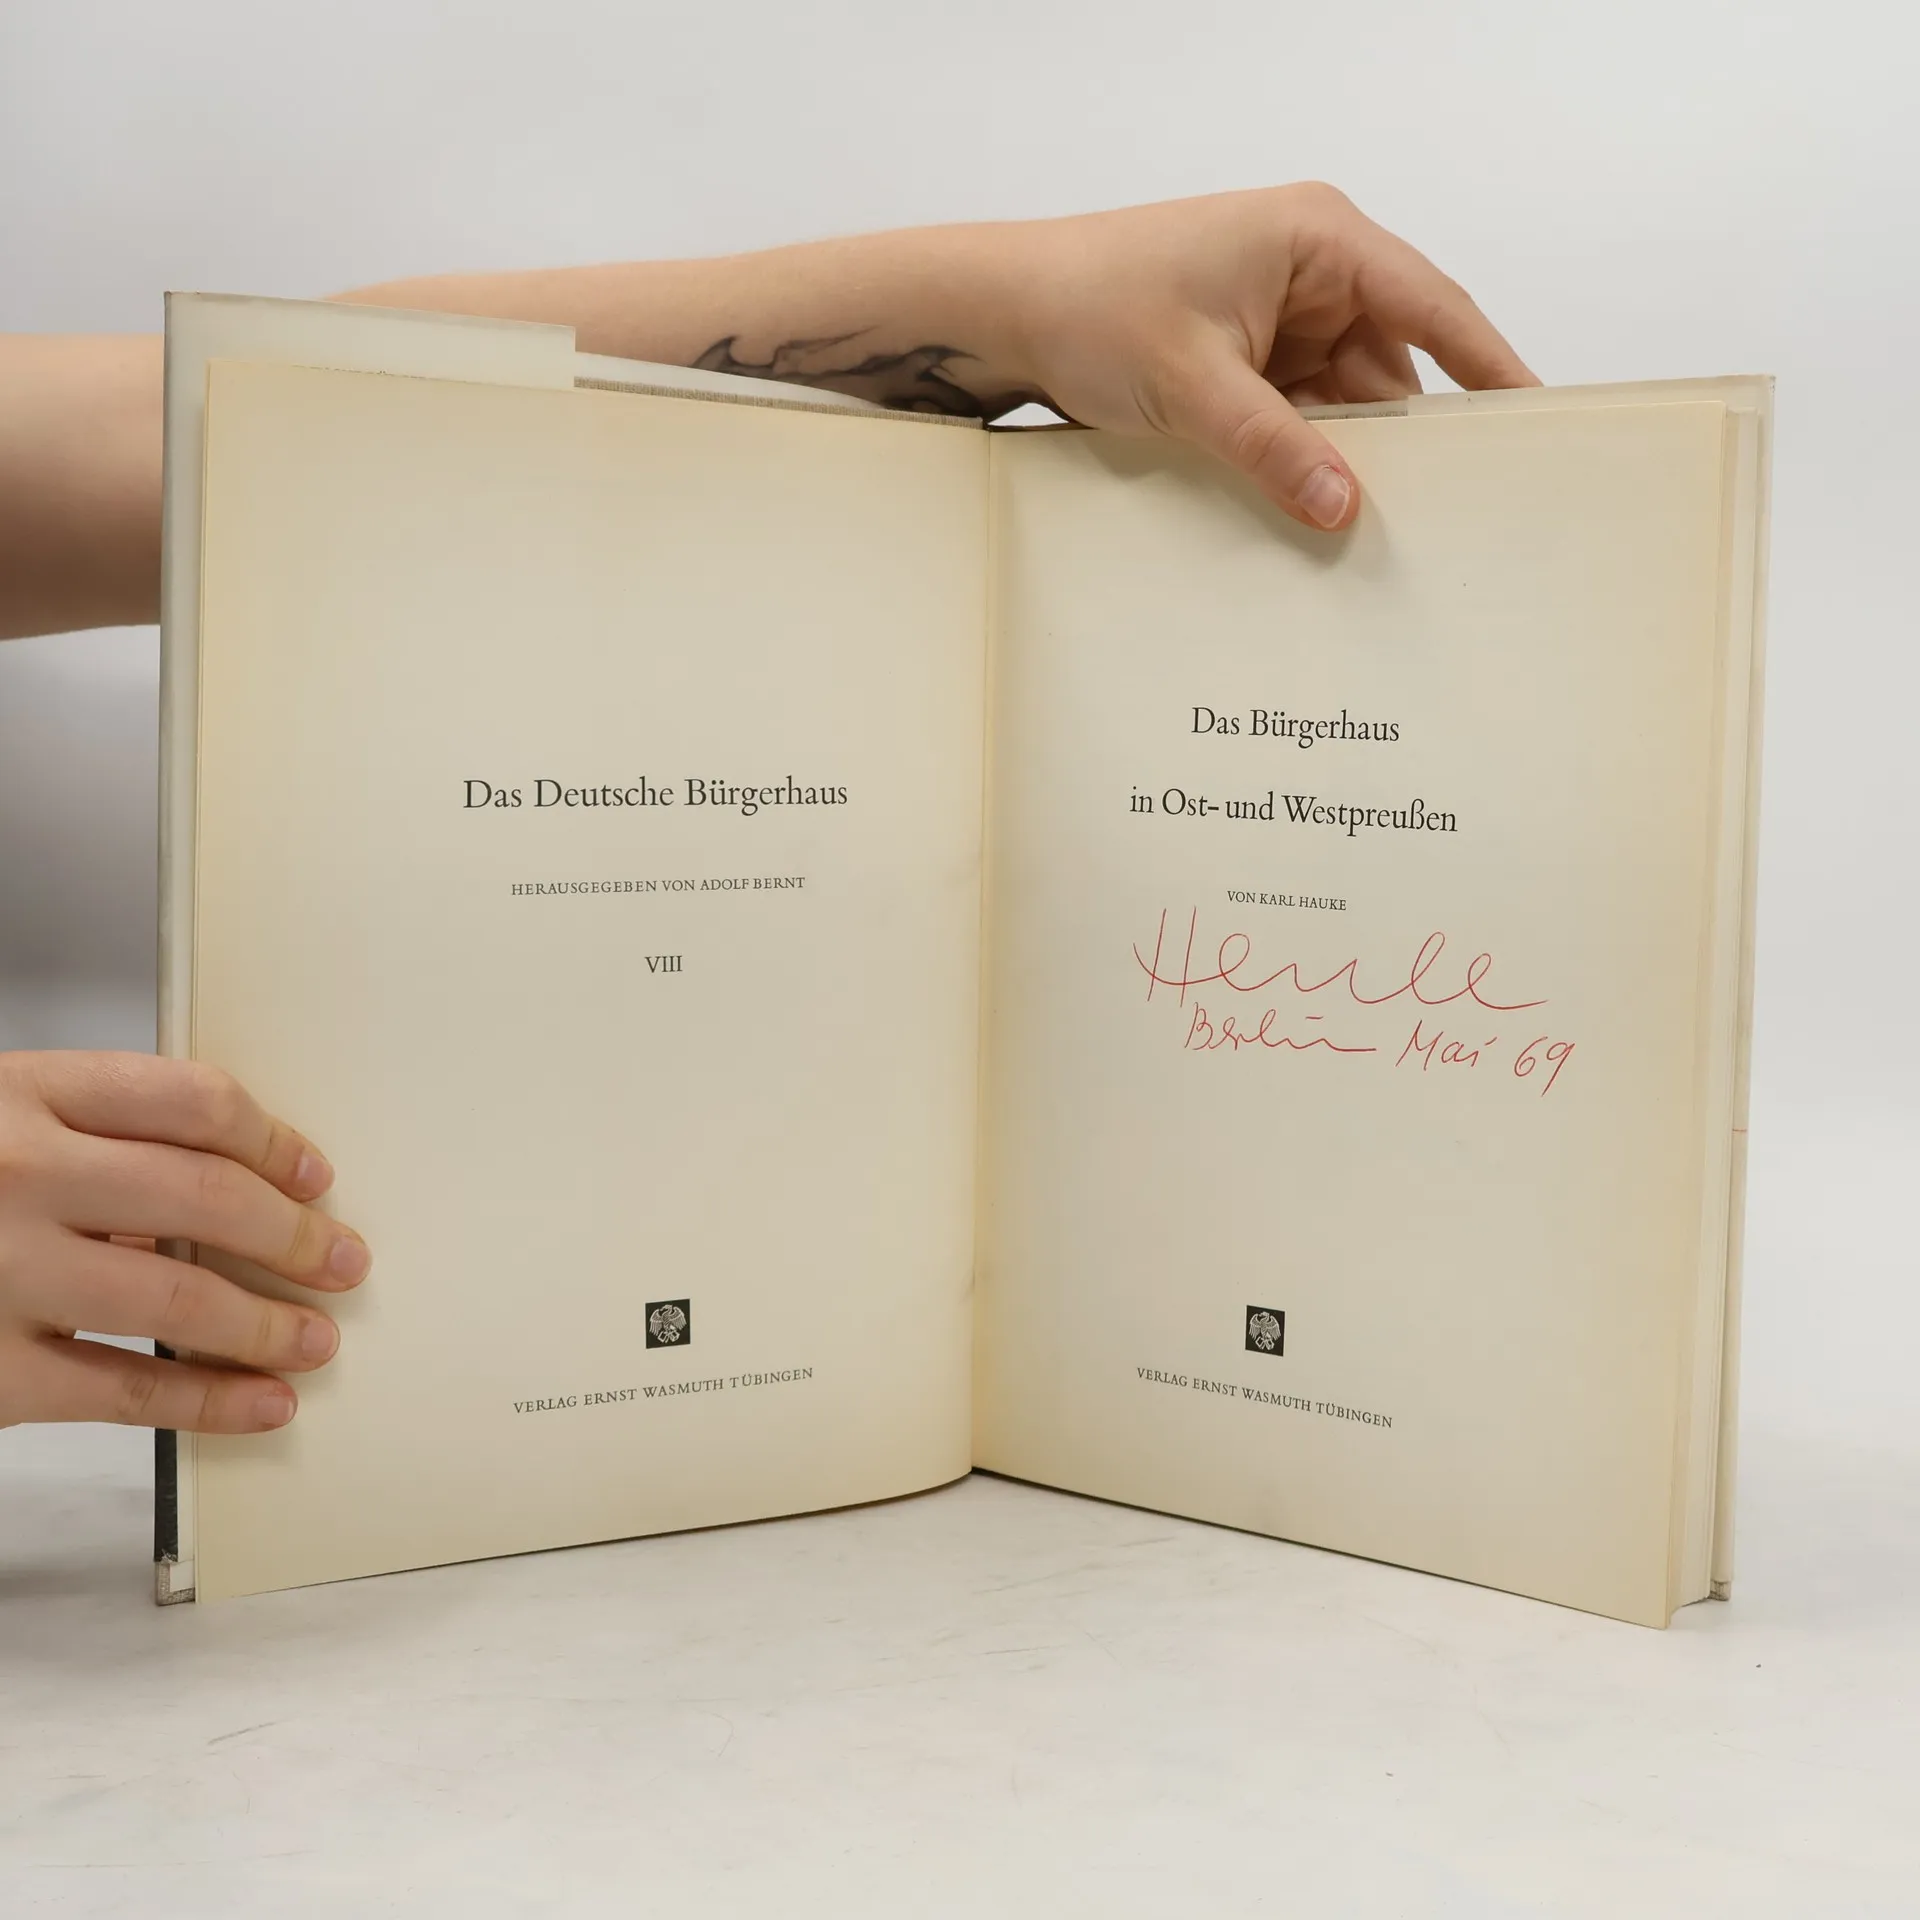 Das Deutsche Bürgerhaus
HERAUSGEGEBEN VON ADOLF BERNT
VIII
VERLAG ERNST WASMUTH TÜBINGEN
Das Bürgerhaus
in Ost- und Westpreußen
VON KARL HAUKE
Henle
Berlin Mai 69
VERLAG ERNST WASMUTH TÜBINGEN